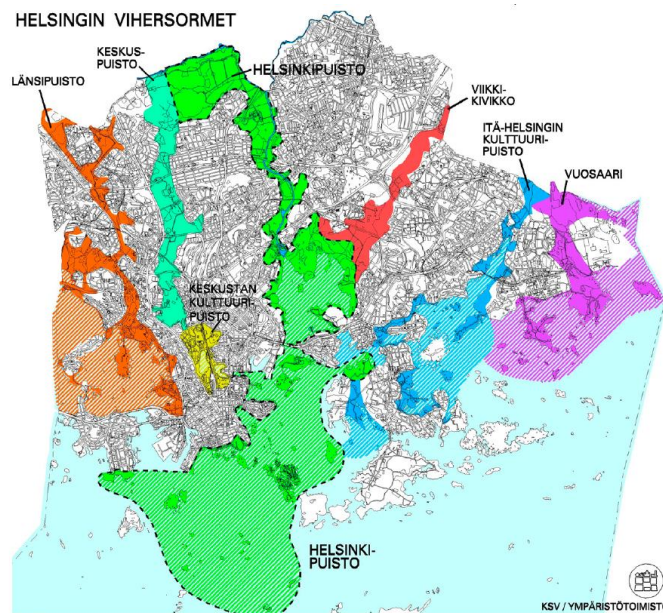 HELSINGIN VIHERSORMET
KESKUS-
PUISTO
HELSINKIPUISTO
LÄNSIPUISTO
VIIKKI-
KIVIKKO
ITÄ-HELSINGIN
KULTTUURI-
PUISTO
VUOSAARI
KESKUSTAN
KULTTUURI-
PUISTO
HELSINKI-
PUISTO
KSV / YMPÄRISTÖTOIMISTO